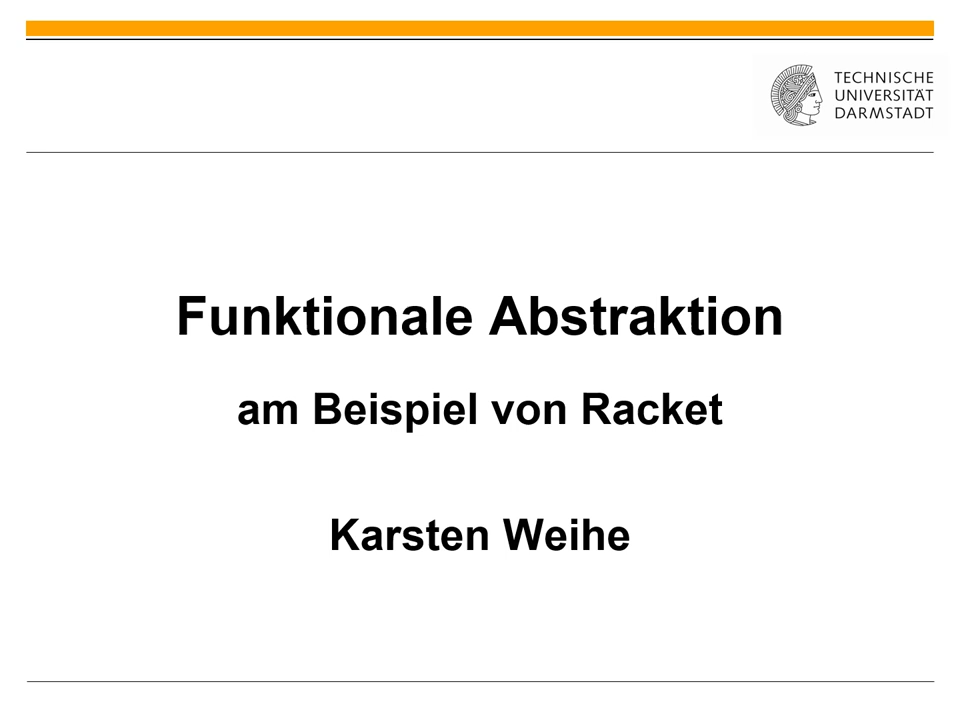 TECHNISCHE
UNIVERSITÄT
DARMSTADT
Funktionale Abstraktion
am Beispiel von Racket
Karsten Weihe